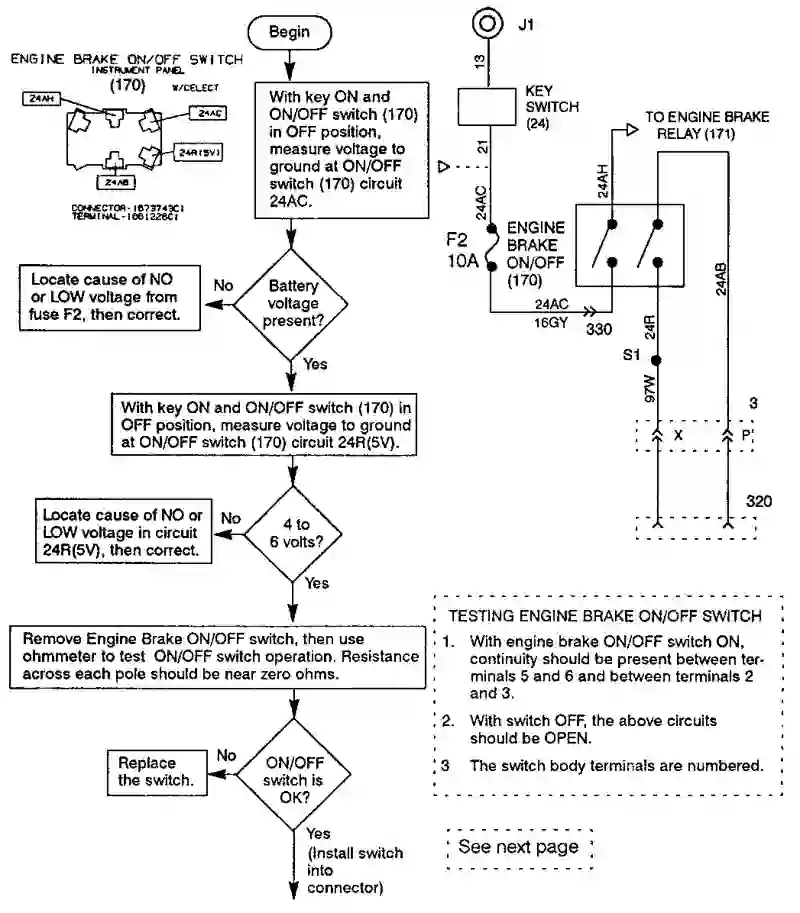 Begin
ENGINE BRAKE ON/OFF SWITCH
INSTRUMENT PANEL
(170)
W/CELECT
24AH
24AC
24R(5V)
24AB
CONNECTOR-1673743C1
TERMINAL-1661226C1
With key ON and
ON/OFF switch (170)
in OFF position,
measure voltage to
ground at ON/OFF
switch (170) circuit
24AC.
Battery
voltage
present?
No
Locate cause of NO
or LOW voltage from
fuse F2, then correct.
Yes
With key ON and ON/OFF switch (170) in
OFF position, measure voltage to ground
at ON/OFF switch (170) circuit 24R(5V).
4 to
6 volts?
No
Locate cause of NO or
LOW voltage in circuit
24R(5V), then correct.
Yes
Remove Engine Brake ON/OFF switch, then use
ohmmeter to test ON/OFF switch operation. Resistance
across each pole should be near zero ohms.
ON/OFF
switch is
OK?
No
Replace
the switch.
Yes
(Install switch
into
connector)
J1
13
KEY
SWITCH
(24)
21
24AC
F2
10A
ENGINE
BRAKE
ON/OFF
(170)
TO ENGINE BRAKE
RELAY (171)
24AH
24AC
16GY
330
24R
24AB
S1
97W
3
X
P'
320
TESTING ENGINE BRAKE ON/OFF SWITCH
1. With engine brake ON/OFF switch ON,
continuity should be present between ter-
minals 5 and 6 and between terminals 2
and 3.
2. With switch OFF, the above circuits
should be OPEN.
3 The switch body terminals are numbered.
See next page